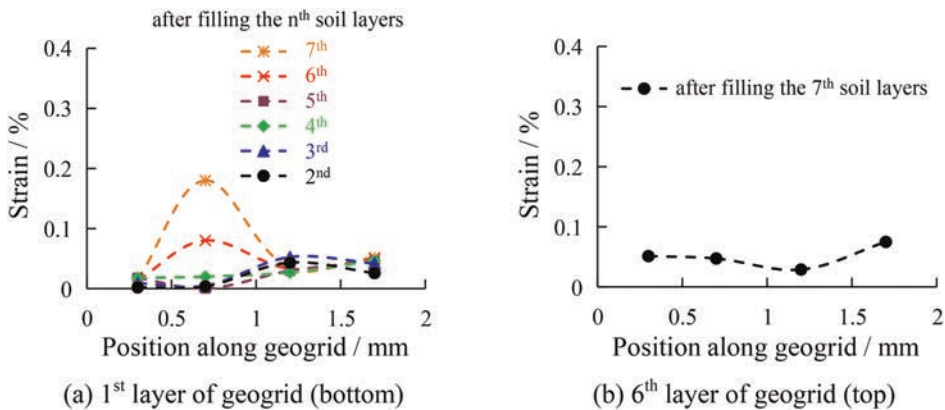 after filling the nth soil layers
7th
6th
5th
4th
3rd
2nd
0.4
0.3
0.2
0.1
0
Strain / %
0 0.5 1 1.5 2
Position along geogrid / mm
(a) 1st layer of geogrid (bottom)
after filling the 7th soil layers
0.4
0.3
0.2
0.1
0
Strain / %
0 0.5 1 1.5 2
Position along geogrid / mm
(b) 6th layer of geogrid (top)